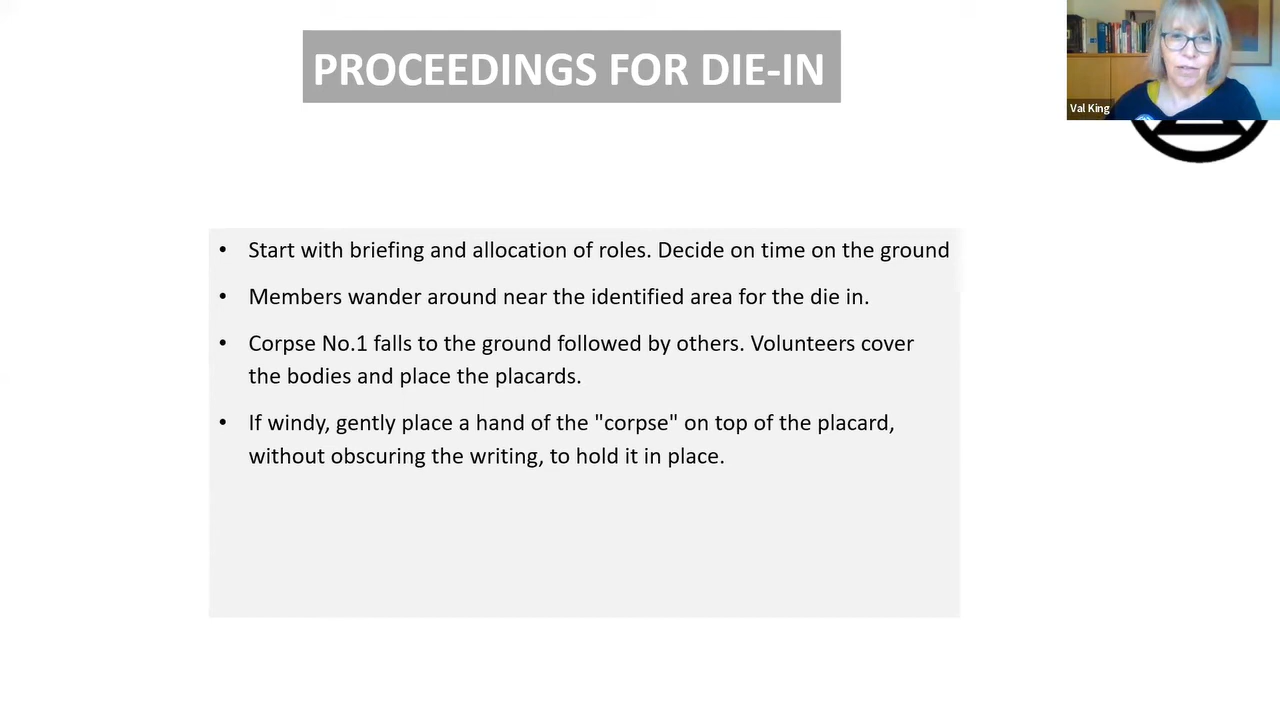 PROCEEDINGS FOR DIE-IN
Val King
• Start with briefing and allocation of roles. Decide on time on the ground
• Members wander around near the identified area for the die in.
• Corpse No.1 falls to the ground followed by others. Volunteers cover
the bodies and place the placards.
• If windy, gently place a hand of the "corpse" on top of the placard,
without obscuring the writing, to hold it in place.